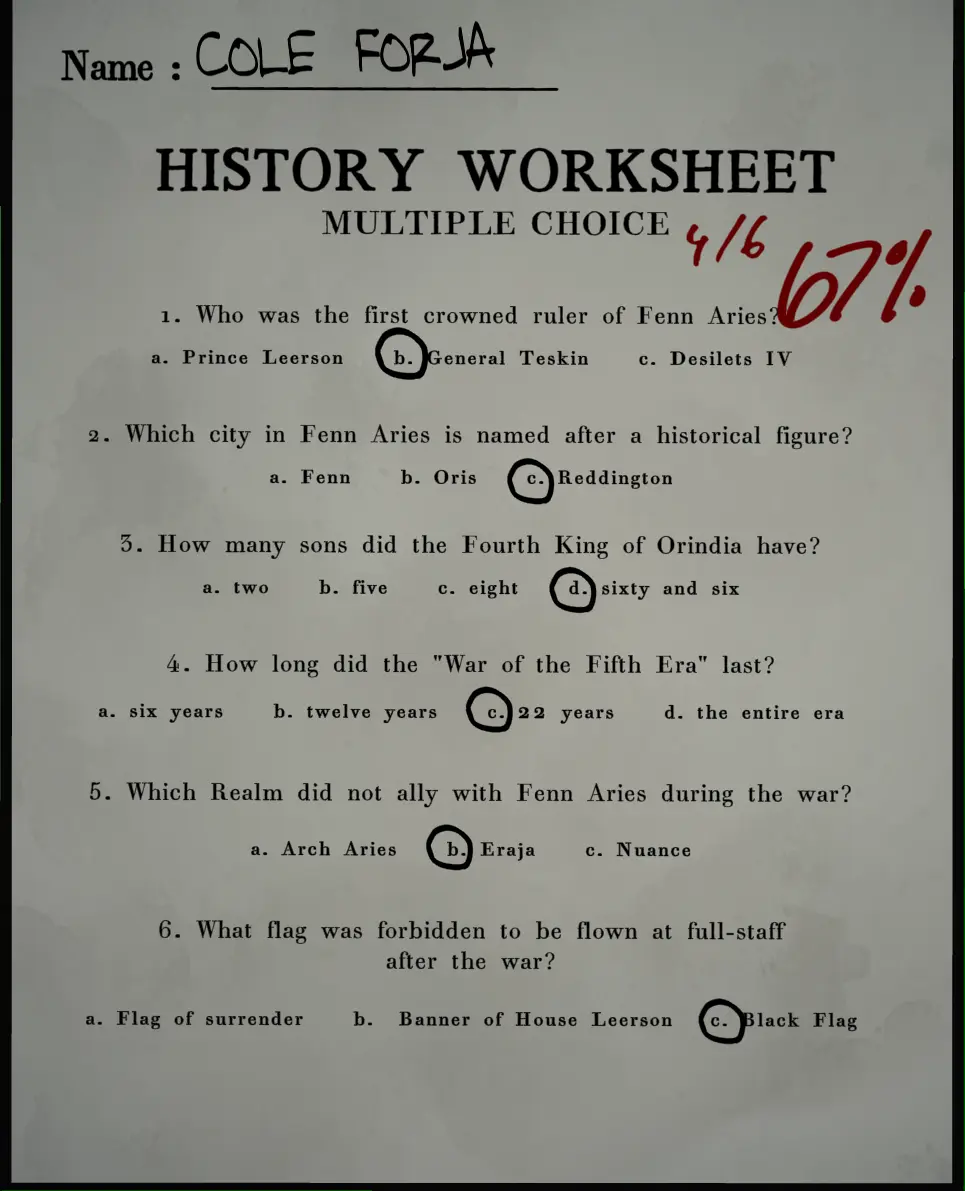 Name : COLE FORJA
HISTORY WORKSHEET
MULTIPLE CHOICE 4/6 67%
1. Who was the first crowned ruler of Fenn Aries?
a. Prince Leerson b. General Teskin c. Desilets IV
2. Which city in Fenn Aries is named after a historical figure?
a. Fenn b. Oris c. Reddington
3. How many sons did the Fourth King of Orindia have?
a. two b. five c. eight d. sixty and six
4. How long did the "War of the Fifth Era" last?
a. six years b. twelve years c. 22 years d. the entire era
5. Which Realm did not ally with Fenn Aries during the war?
a. Arch Aries b. Eraja c. Nuance
6. What flag was forbidden to be flown at full-staff
after the war?
a. Flag of surrender b. Banner of House Leerson c. Black Flag